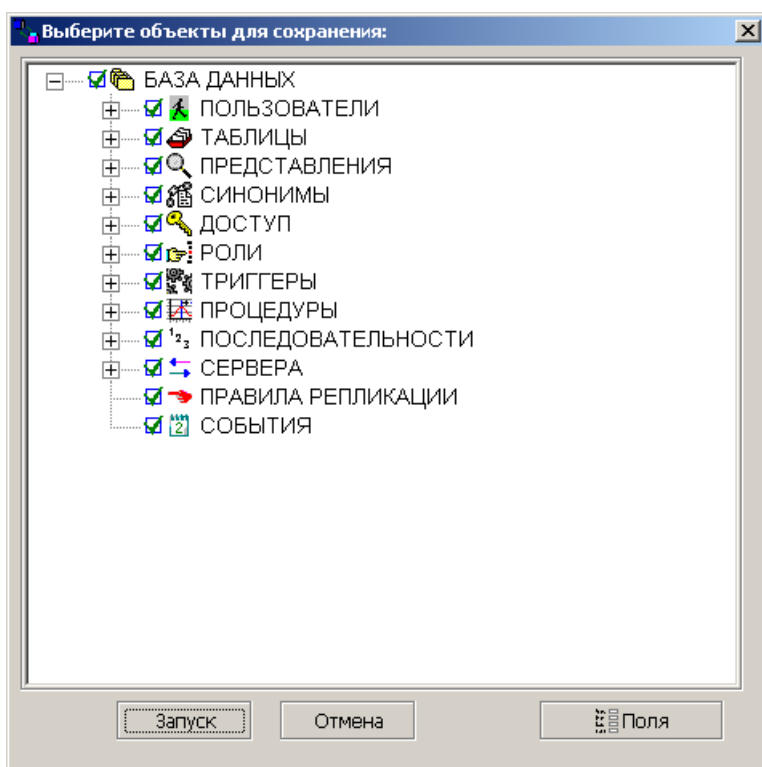 Выберите объекты для сохранения:
БАЗА ДАННЫХ
ПОЛЬЗОВАТЕЛИ
ТАБЛИЦЫ
ПРЕДСТАВЛЕНИЯ
СИНОНИМЫ
ДОСТУП
РОЛИ
ТРИГГЕРЫ
ПРОЦЕДУРЫ
ПОСЛЕДОВАТЕЛЬНОСТИ
СЕРВЕРА
ПРАВИЛА РЕПЛИКАЦИИ
СОБЫТИЯ
Запуск Отмена Поля